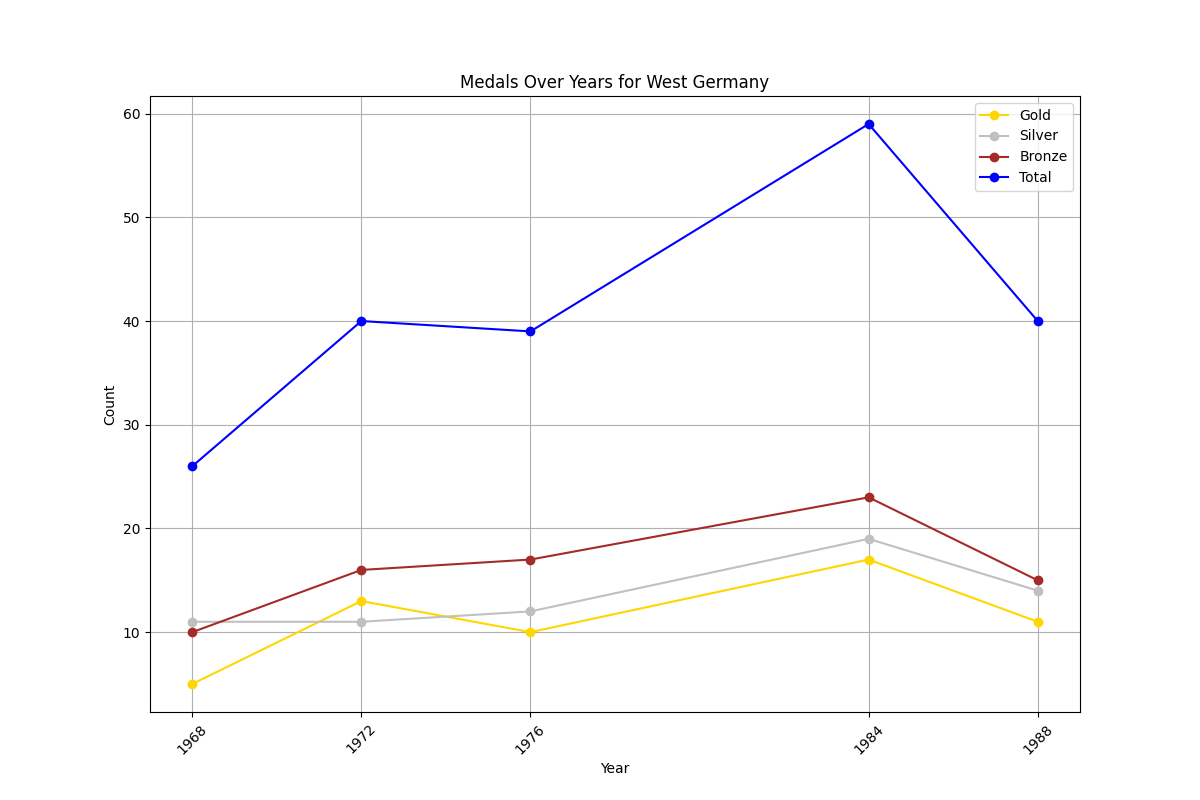 Medals Over Years for West Germany
Gold
Silver
Bronze
Total
60
50
40
30
20
10
Count
1968
1972
1976
1984
1988
Year